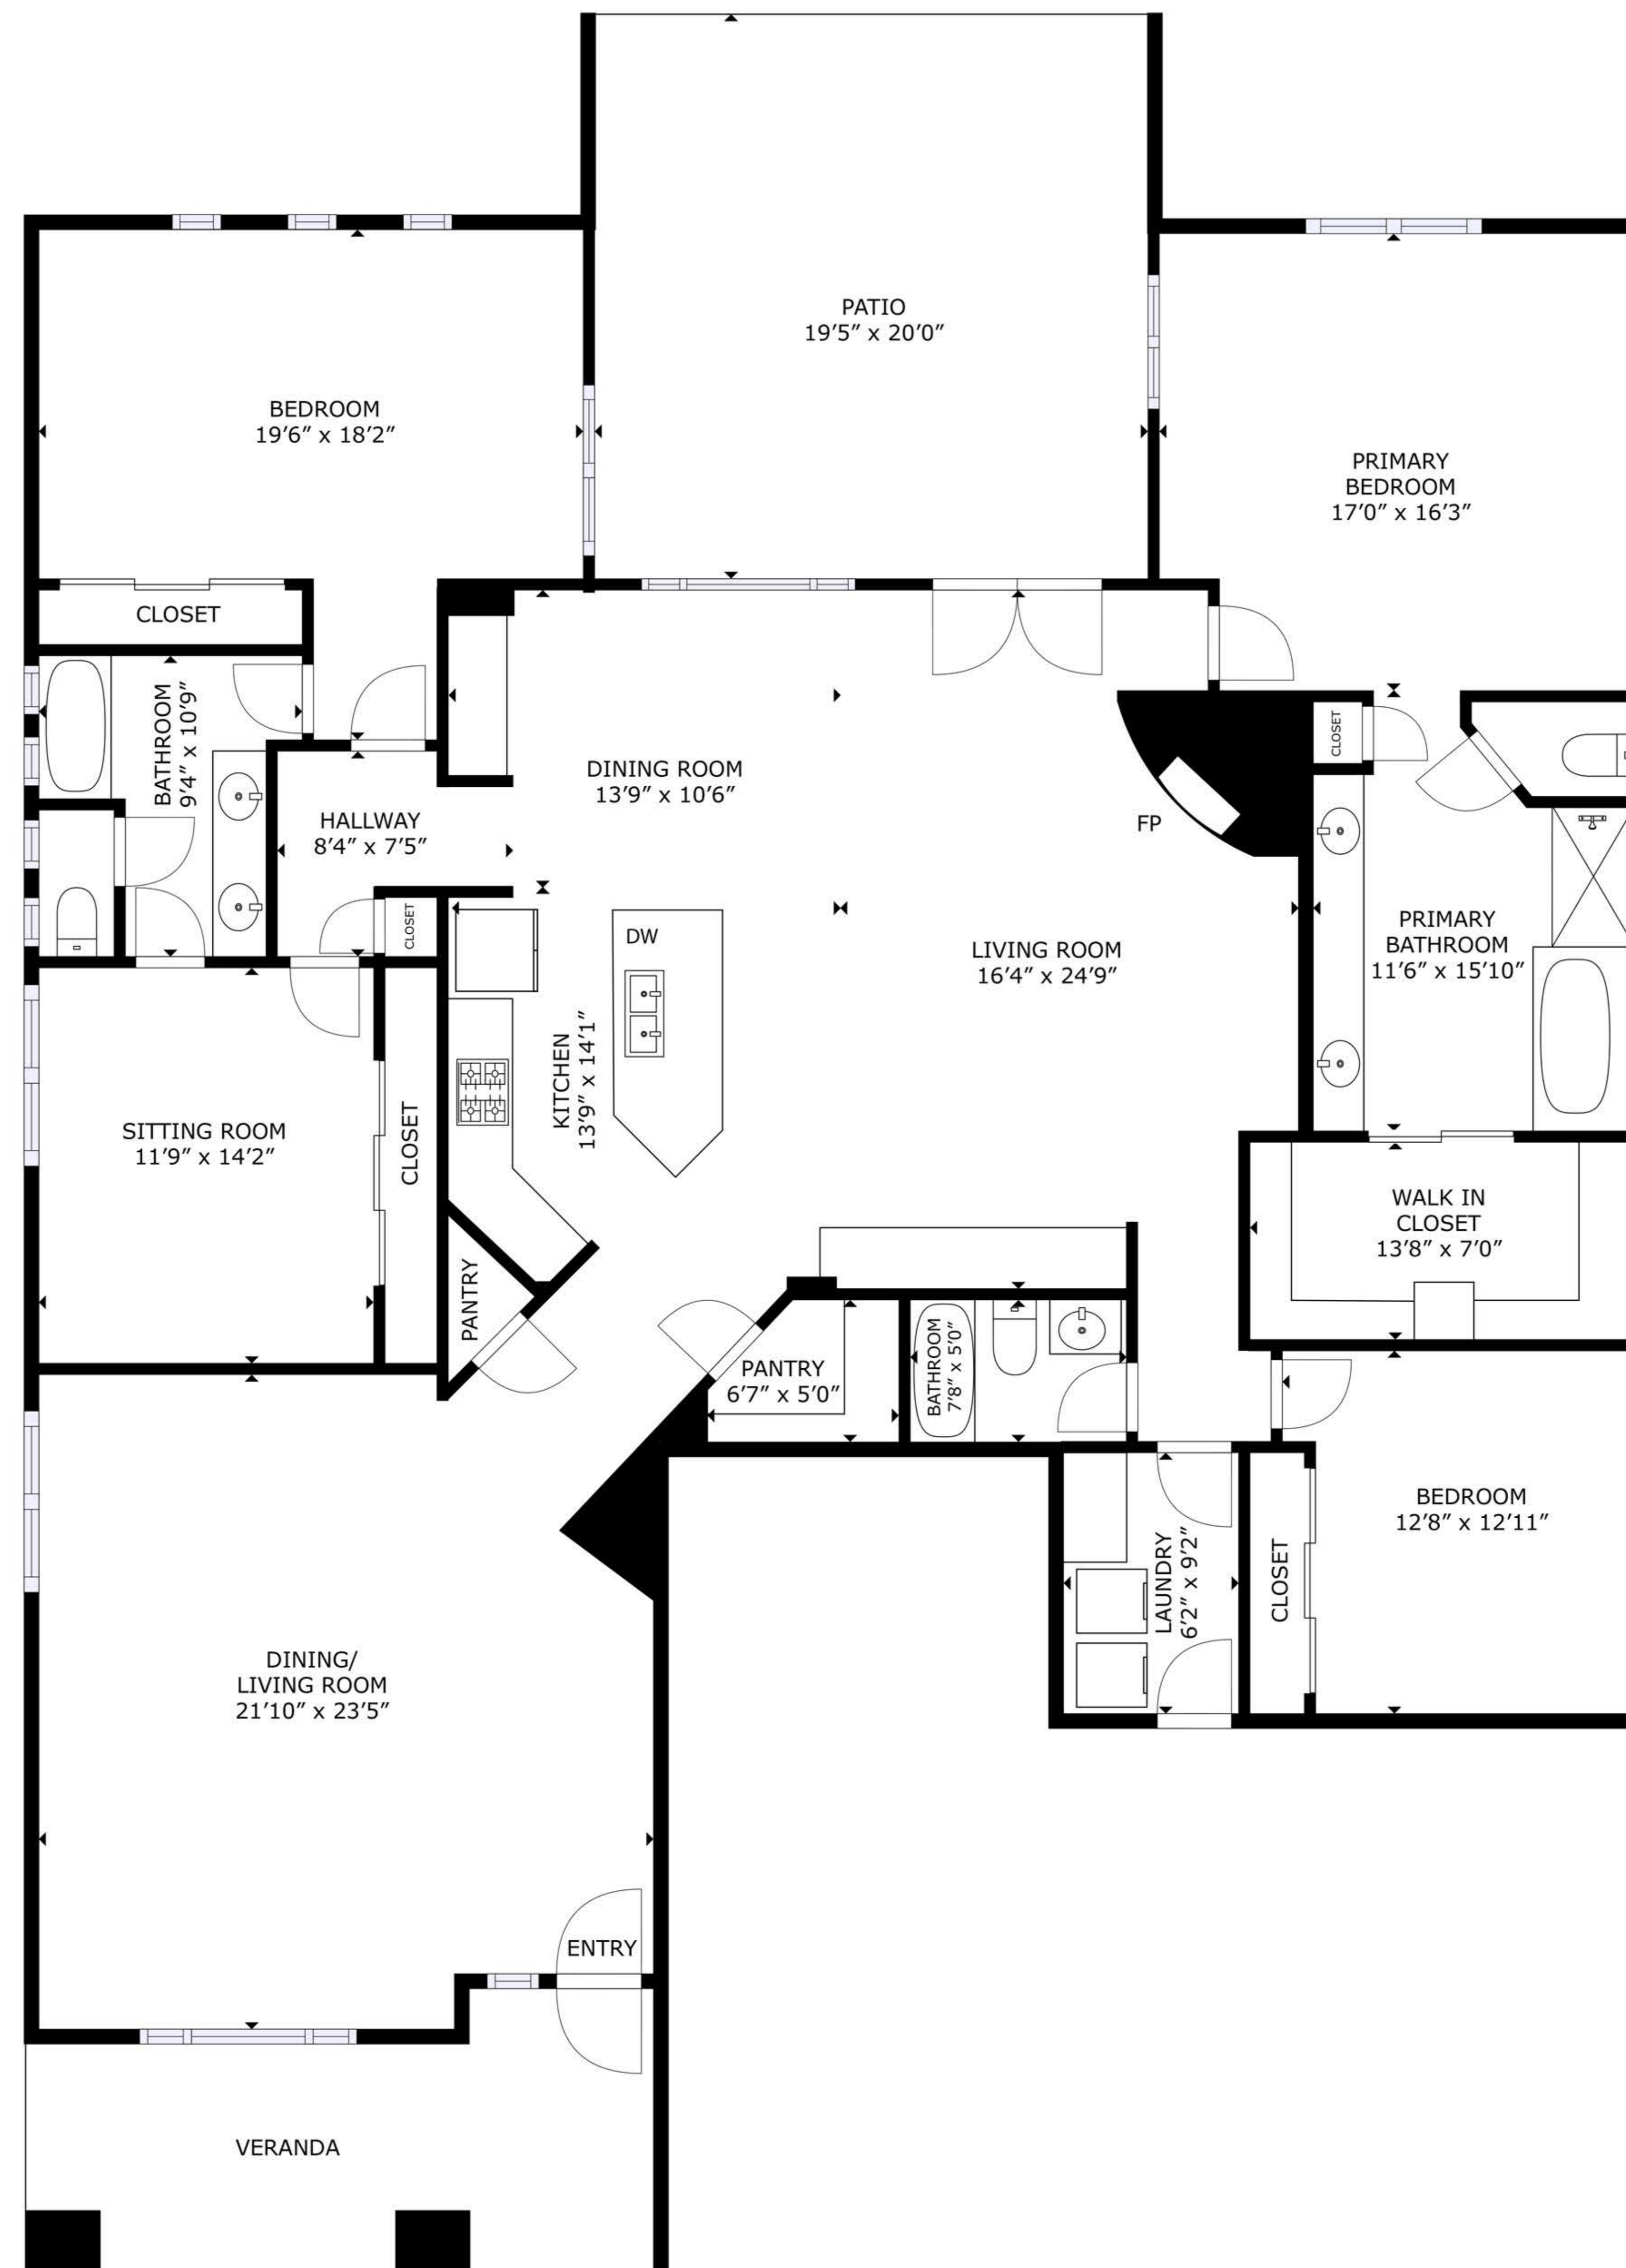 PATIO
19'5" x 20'0"
BEDROOM
19'6" x 18'2"
PRIMARY
BEDROOM
17'0" x 16'3"
CLOSET
BATHROOM
9'4" x 10'9"
HALLWAY
8'4" x 7'5"
CLOSET
DINING ROOM
13'9" x 10'6"
FP
CLOSET
DW
LIVING ROOM
16'4" x 24'9"
PRIMARY
BATHROOM
11'6" x 15'10"
KITCHEN
13'9" x 14'1"
SITTING ROOM
11'9" x 14'2"
CLOSET
WALK IN
CLOSET
13'8" x 7'0"
PANTRY
PANTRY
6'7" x 5'0"
BATHROOM
7'8" x 5'0"
BEDROOM
12'8" x 12'11"
LAUNDRY
6'2" x 9'2"
CLOSET
DINING/
LIVING ROOM
21'10" x 23'5"
ENTRY
VERANDA